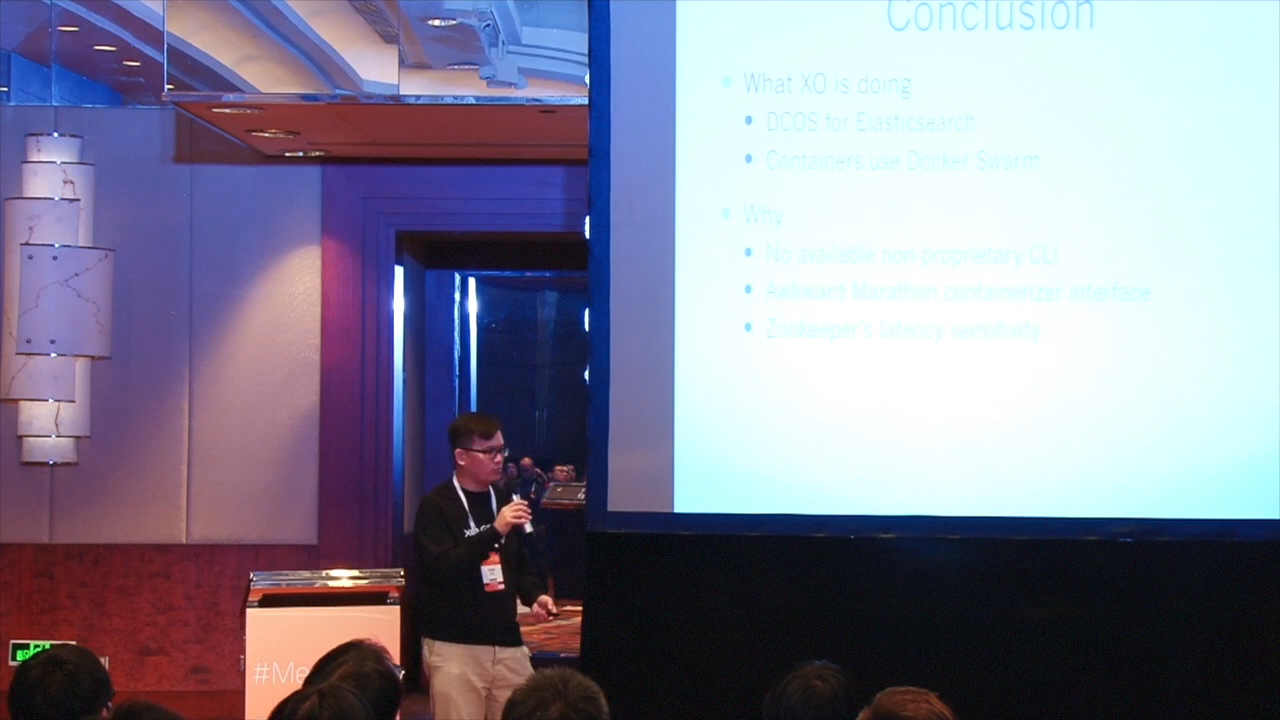 Conclusion
What XO is doing
DCOS for Elasticsearch
Containers use Docker Swarm
Why
No available non-proprietary CLI
Awkward Marathon containerizer interface
Zookeeper's latency sensitivity
#Me